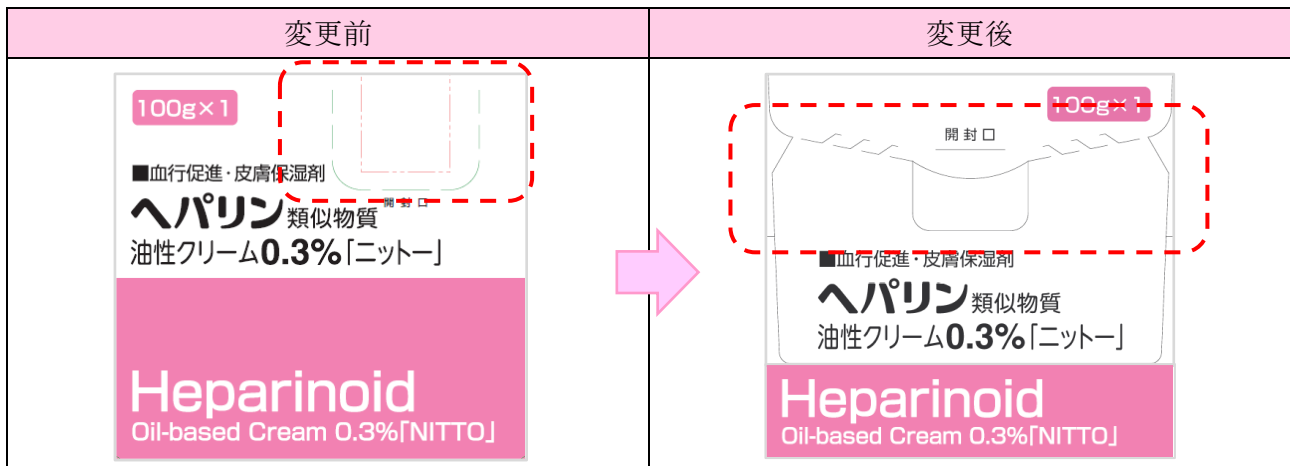 変更前
100g×1
■血行促進・皮膚保湿剤
開封口
ヘパリン類似物質
油性クリーム0.3%「ニットー」
Heparinoid
Oil-based Cream 0.3%「NITTO」
変更後
100g×1
開封口
■血行促進・皮膚保湿剤
ヘパリン類似物質
油性クリーム0.3%「ニットー」
Heparinoid
Oil-based Cream 0.3%「NITTO」